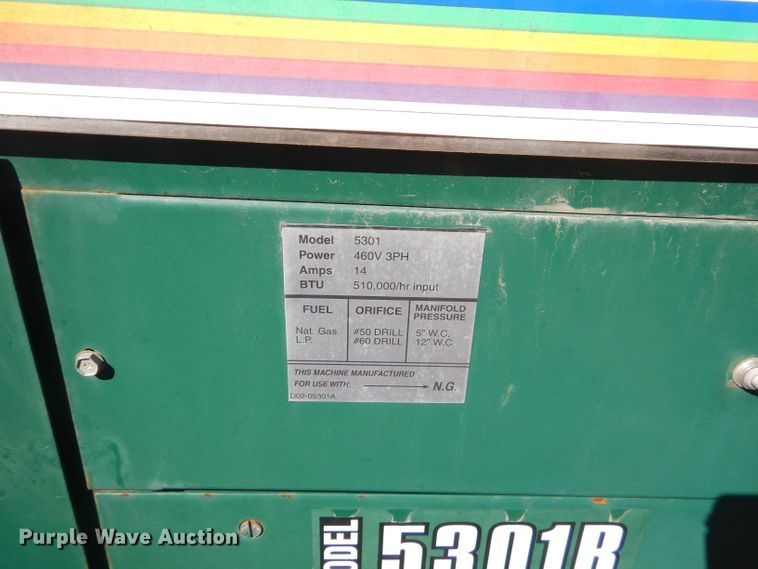 Model 5301
Power 460V 3PH
Amps 14
BTU 510,000/hr input
FUEL ORIFICE MANIFOLD PRESSURE
Nat. Gas #50 DRILL 5" W.C.
L.P. #60 DRILL 12" W.C
THIS MACHINE MANUFACTURED
FOR USE WITH: N.G.
D02-05301A
MODEL 5301B
Purple Wave Auction